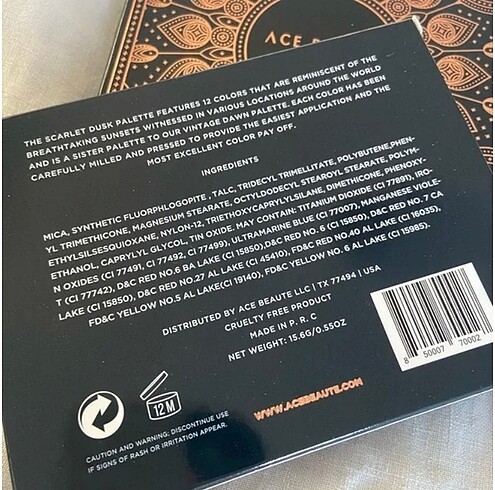 ACE B
THE SCARLET DUSK PALETTE FEATURES 12 COLORS THAT ARE REMINISCENT OF THE
BREATHTAKING SUNSETS WITNESSED IN VARIOUS LOCATIONS AROUND THE WORLD
AND IS A SISTER PALETTE TO OUR VINTAGE DAWN PALETTE. EACH COLOR HAS BEEN
CAREFULLY MILLED AND PRESSED TO PROVIDE THE EASIEST APPLICATION AND THE
MOST EXCELLENT COLOR PAY OFF.
INGREDIENTS
MICA, SYNTHETIC FLUORPHLOGOPITE , TALC, TRIDECYL TRIMELLITATE, POLYBUTENE,PHEN-
YL TRIMETHICONE, MAGNESIUM STEARATE, OCTYLDODECYL STEAROYL STEARATE, POLYM-
ETHYLSILSESQUIOXANE, NYLON-12, TRIETHOXYCAPRYLYLSILANE, DIMETHICONE, PHENOXY-
ETHANOL, CAPRYLYL GLYCOL, TIN OXIDE. MAY CONTAIN: TITANIUM DIOXIDE (CI 77891), IRO-
N OXIDES (CI 77491, CI 77492, CI 77499), ULTRAMARINE BLUE (CI 77007), MANGANESE VIOLE-
T (CI 77742), D&C RED NO.6 BA LAKE (CI 15850), D&C RED NO. 6 (CI 15850), D&C RED NO. 7 CA
LAKE (CI 15850), D&C RED NO.27 AL LAKE (CI 45410), FD&C RED NO.40 AL LAKE (CI 16035),
FD&C YELLOW NO.5 AL LAKE(CI 19140), FD&C YELLOW NO. 6 AL LAKE (CI 15985).
DISTRIBUTED BY ACE BEAUTE LLC | TX 77494 | USA
CRUELTY FREE PRODUCT
MADE IN P. R. C
NET WEIGHT: 15.6G/0.55OZ
8 50007 70002
12 M
WWW.ACEBEAUTE.COM
CAUTION AND WARNING: DISCONTINUE USE
IF SIGNS OF RASH OR IRRITATION APPEAR.